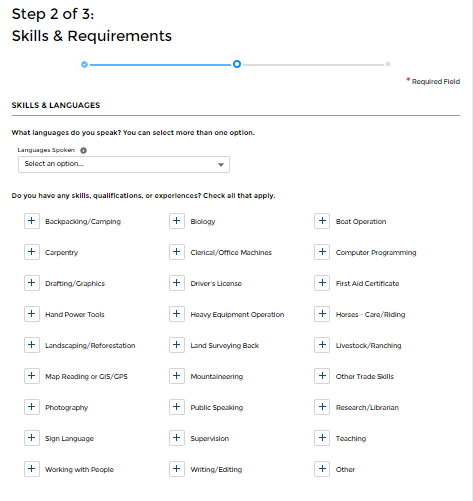 Step 2 of 3:
Skills & Requirements
* Required Field
SKILLS & LANGUAGES
What languages do you speak? You can select more than one option.
Languages Spoken
Select an option...
Do you have any skills, qualifications, or experiences? Check all that apply.
Backpacking/Camping Biology Boat Operation
Carpentry Clerical/Office Machines Computer Programming
Drafting/Graphics Driver's License First Aid Certificate
Hand Power Tools Heavy Equipment Operation Horses - Care/Riding
Landscaping/Reforestation Land Surveying Back Livestock/Ranching
Map Reading or GIS/GPS Mountaineering Other Trade Skills
Photography Public Speaking Research/Librarian
Sign Language Supervision Teaching
Working with People Writing/Editing Other